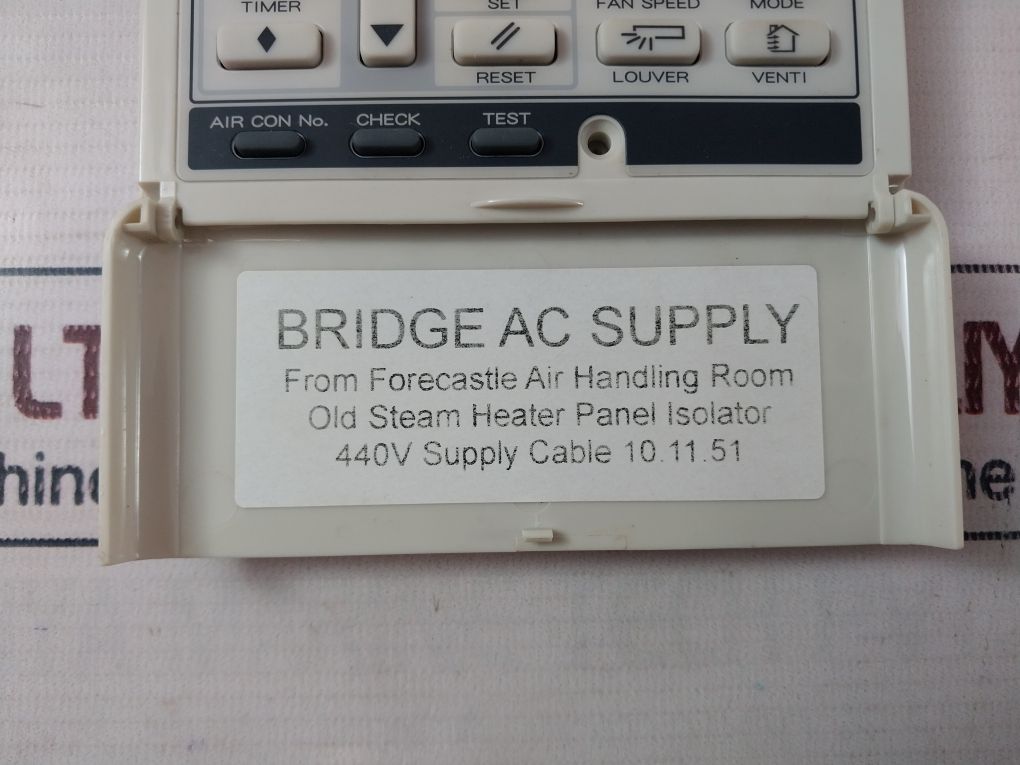 TIMER SET FAN SPEED MODE
RESET LOUVER VENTI
AIR CON No. CHECK TEST
BRIDGE AC SUPPLY
From Forecastle Air Handling Room
Old Steam Heater Panel Isolator
440V Supply Cable 10.11.51